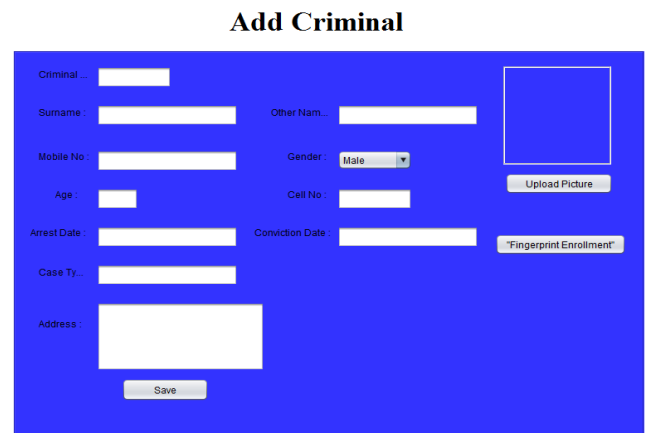 Add Criminal
Criminal ...
Surname :
Other Nam...
Mobile No :
Gender :
Male
Upload Picture
Age :
Cell No :
Arrest Date :
Conviction Date :
"Fingerprint Enrollment"
Case Ty...
Address :
Save